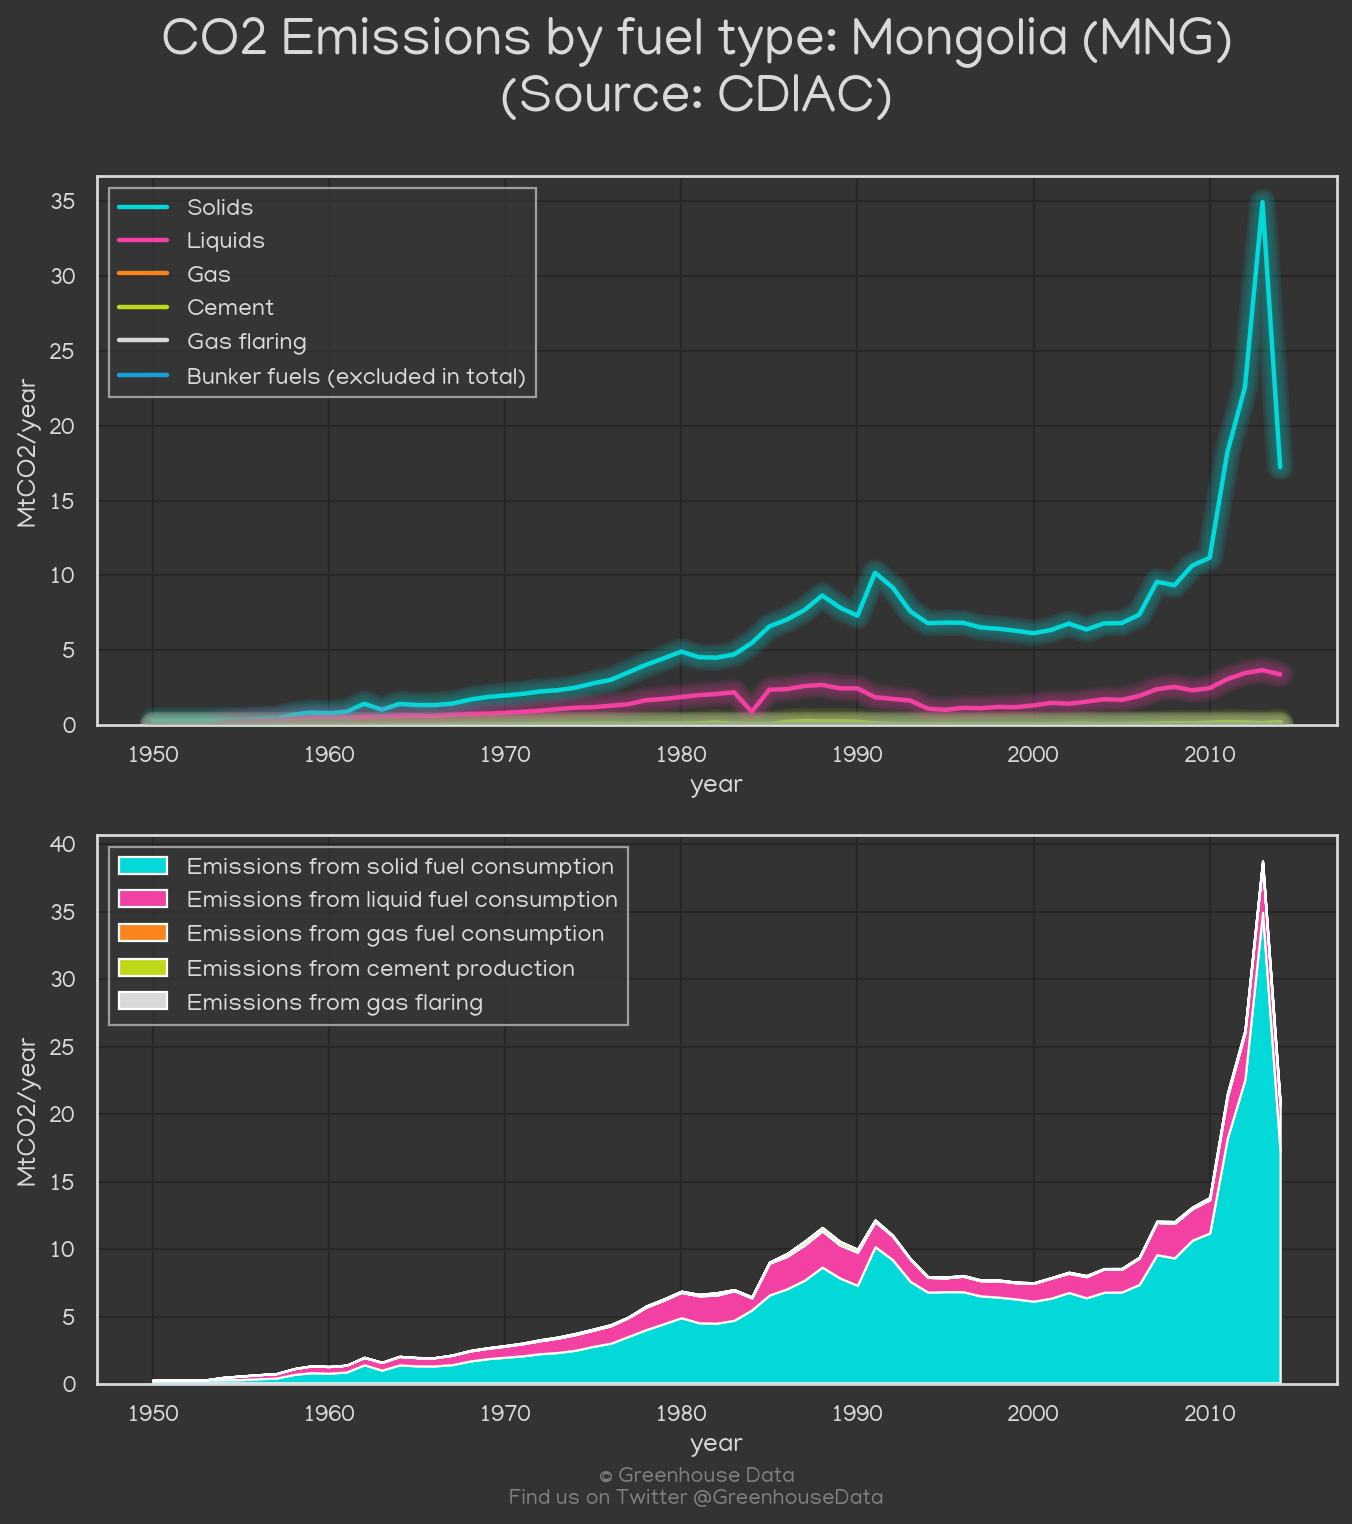 CO2 Emissions by fuel type: Mongolia (MNG)
(Source: CDIAC)
35
30
25
20
15
10
5
0
MtCO2/year
Solids
Liquids
Gas
Cement
Gas flaring
Bunker fuels (excluded in total)
1950 1960 1970 1980 1990 2000 2010
year
40
35
30
25
20
15
10
5
0
MtCO2/year
Emissions from solid fuel consumption
Emissions from liquid fuel consumption
Emissions from gas fuel consumption
Emissions from cement production
Emissions from gas flaring
1950 1960 1970 1980 1990 2000 2010
year
© Greenhouse Data
Find us on Twitter @GreenhouseData